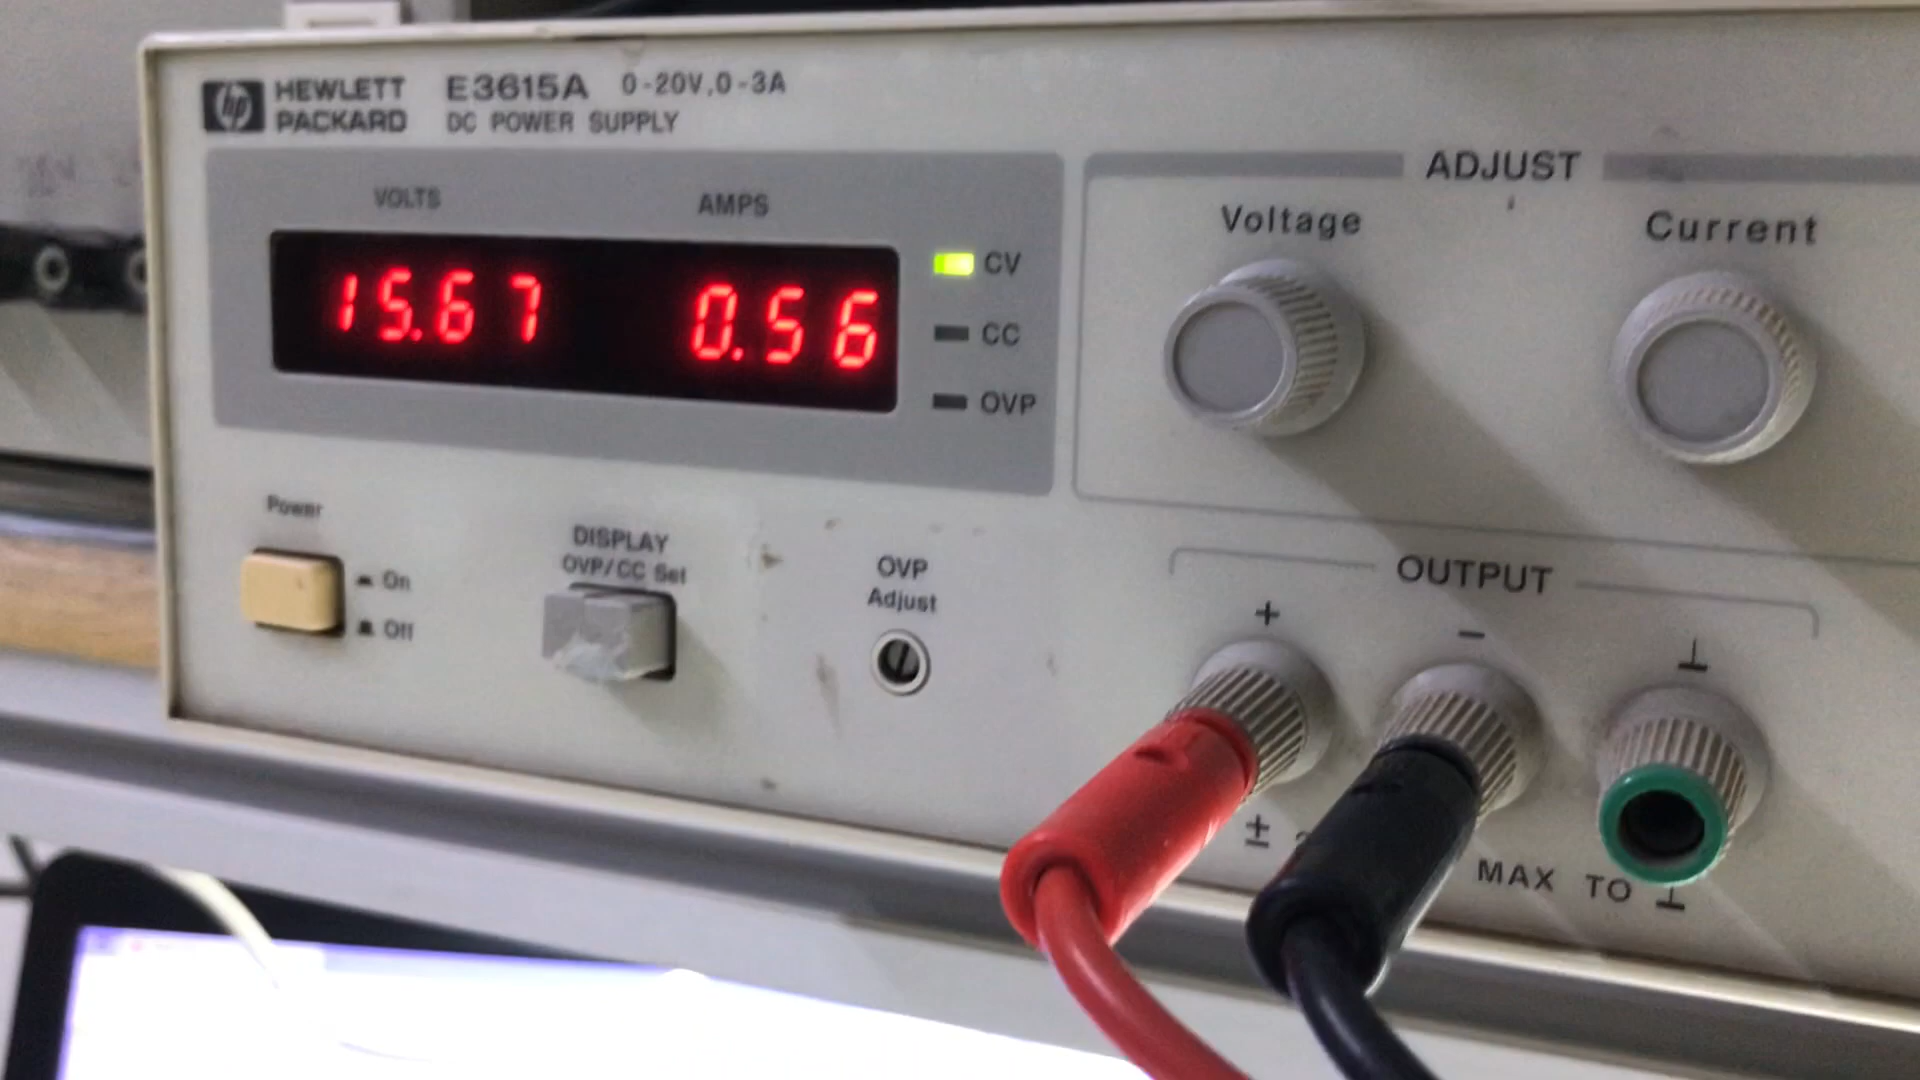 hp HEWLETT PACKARD
E3615A 0-20V,0-3A
DC POWER SUPPLY
VOLTS AMPS
15.67 0.56
CV
CC
OVP
ADJUST
Voltage Current
Power
On
Off
DISPLAY
OVP/CC Set
OVP
Adjust
OUTPUT
+ - ⊥
±
MAX TO ⊥